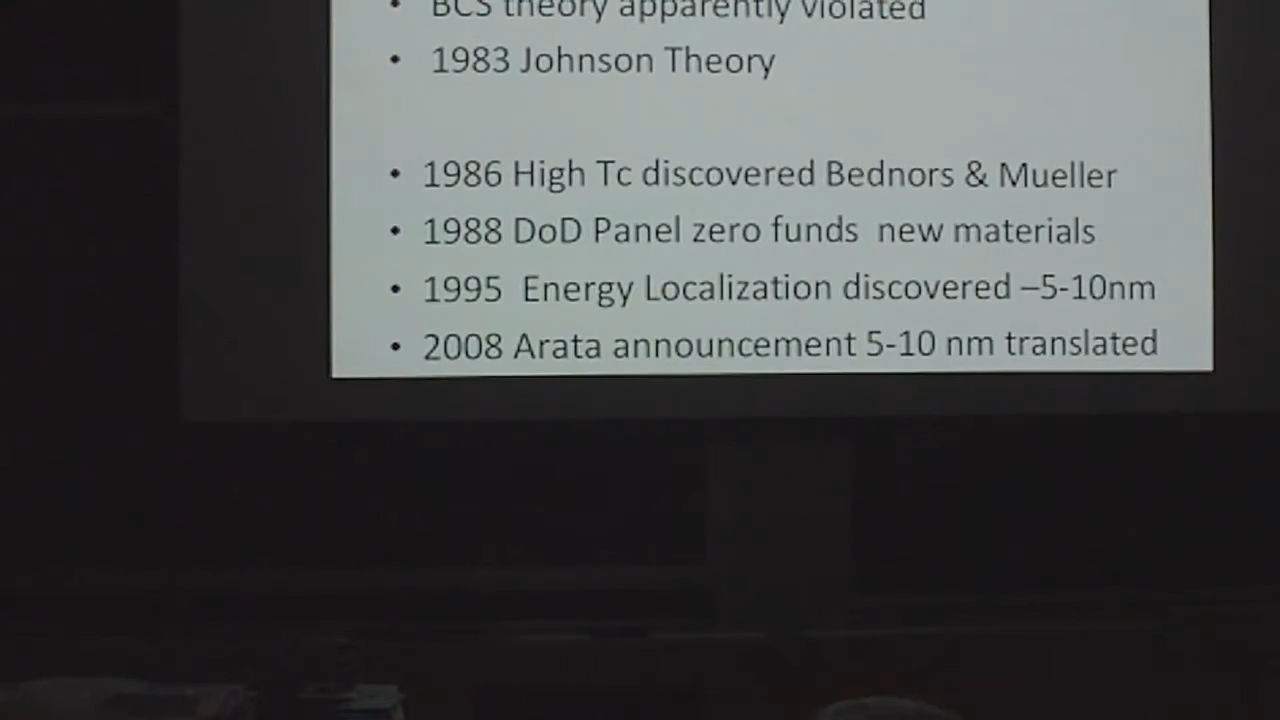 • BCS theory apparently violated
• 1983 Johnson Theory
• 1986 High Tc discovered Bednors & Mueller
• 1988 DoD Panel zero funds new materials
• 1995 Energy Localization discovered –5-10nm
• 2008 Arata announcement 5-10 nm translated